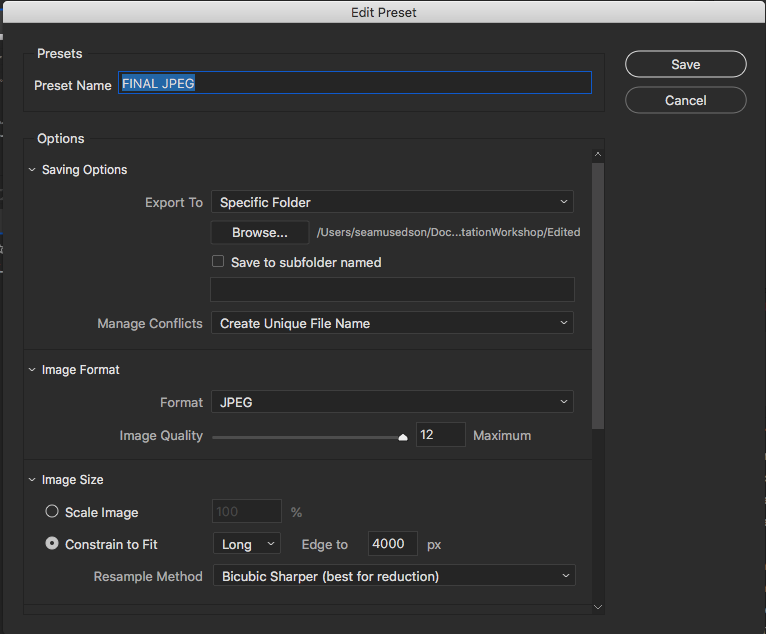 Edit Preset
Presets
Save
Preset Name FINAL JPEG
Cancel
Options
Saving Options
Export To Specific Folder
Browse... /Users/seamusedson/Doc...tationWorkshop/Edited
Save to subfolder named
Manage Conflicts Create Unique File Name
Image Format
Format JPEG
Image Quality 12 Maximum
Image Size
Scale Image 100 %
Constrain to Fit Long Edge to 4000 px
Resample Method Bicubic Sharper (best for reduction)